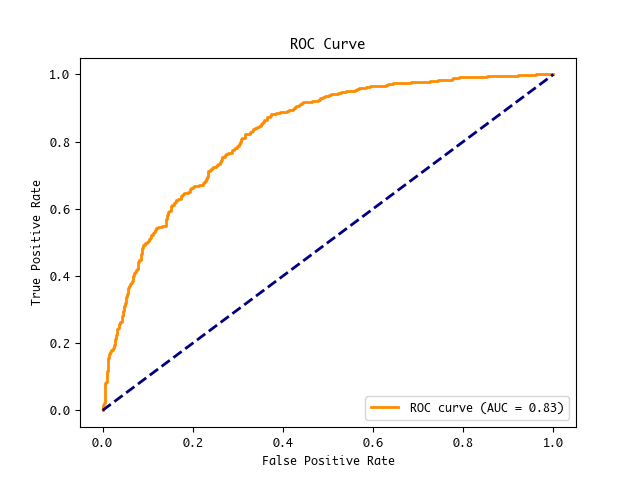 ROC Curve
1.0
0.8
0.6
0.4
0.2
0.0
True Positive Rate
0.0 0.2 0.4 0.6 0.8 1.0
False Positive Rate
ROC curve (AUC = 0.83)